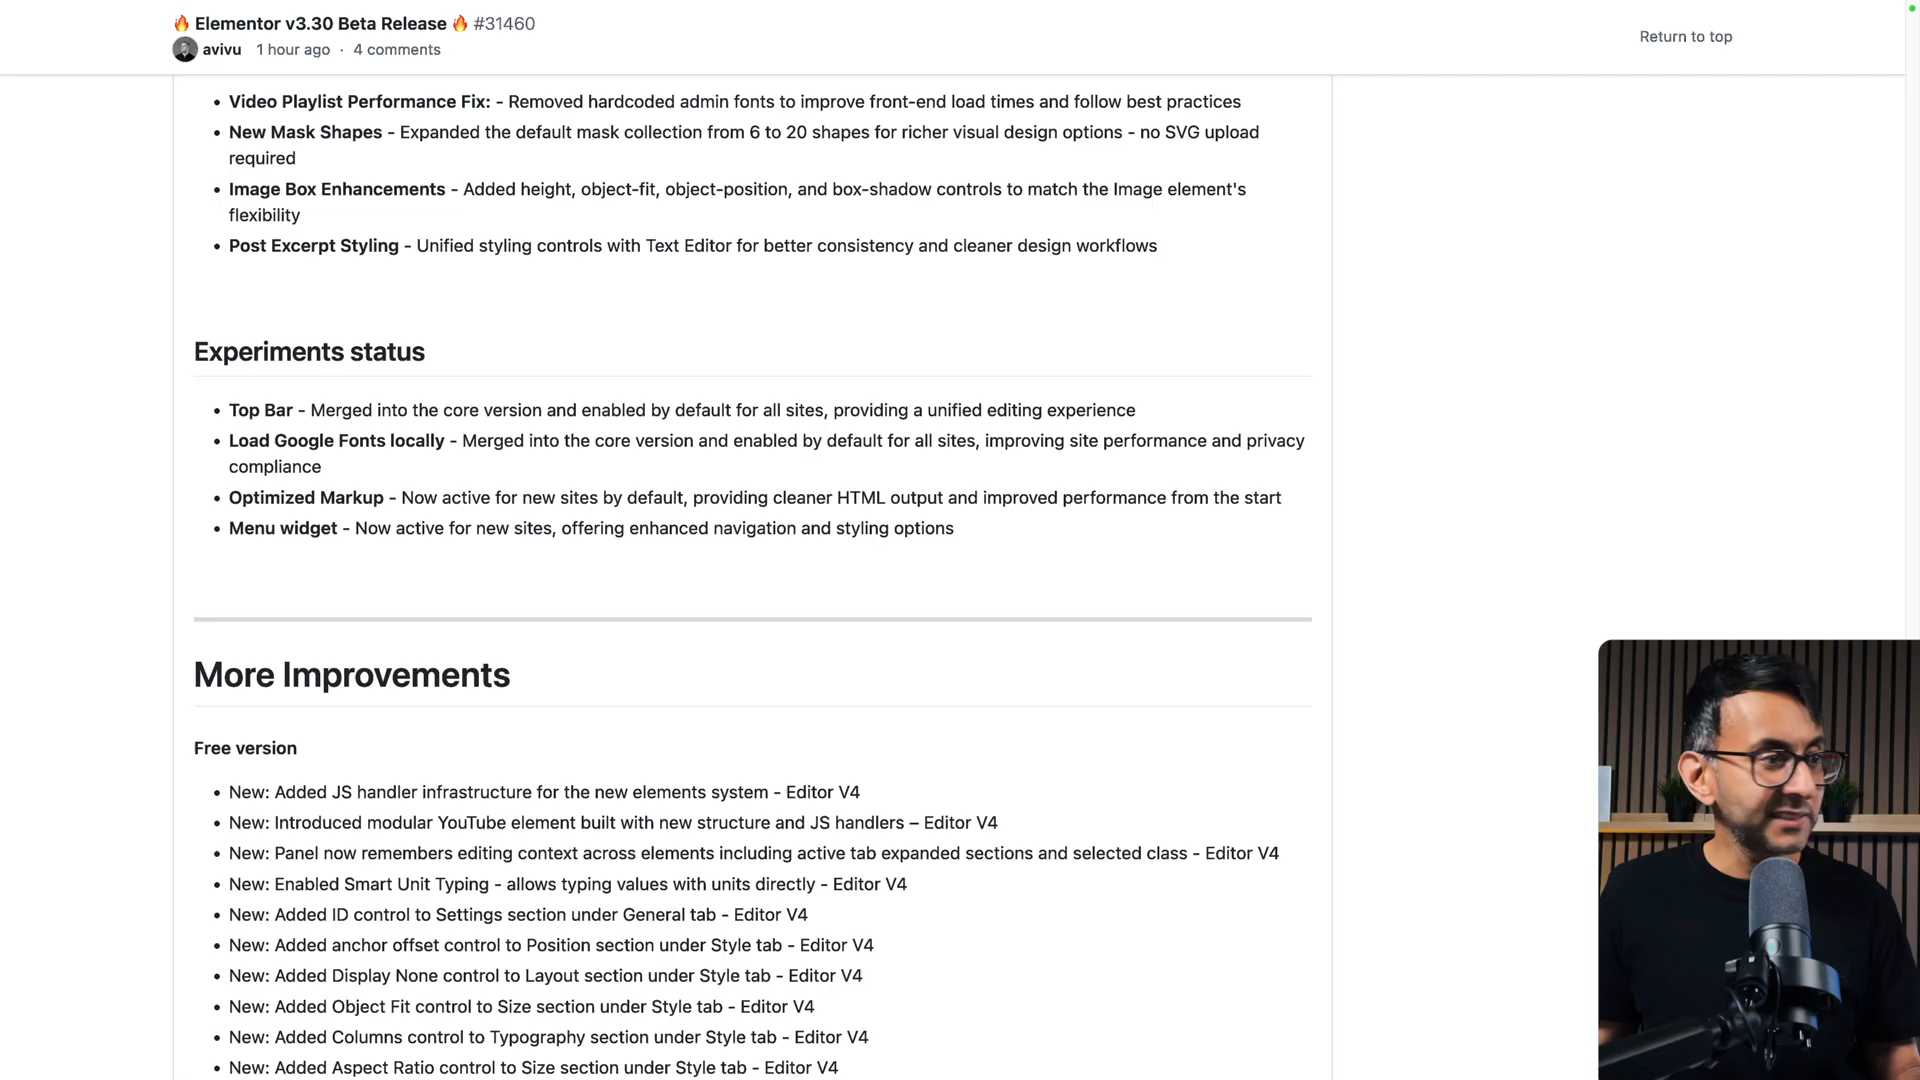 🔥 Elementor v3.30 Beta Release 🔥 #31460
avivu 1 hour ago · 4 comments
Return to top
• Video Playlist Performance Fix: - Removed hardcoded admin fonts to improve front-end load times and follow best practices
• New Mask Shapes - Expanded the default mask collection from 6 to 20 shapes for richer visual design options - no SVG upload
required
• Image Box Enhancements - Added height, object-fit, object-position, and box-shadow controls to match the Image element's
flexibility
• Post Excerpt Styling - Unified styling controls with Text Editor for better consistency and cleaner design workflows
Experiments status
• Top Bar - Merged into the core version and enabled by default for all sites, providing a unified editing experience
• Load Google Fonts locally - Merged into the core version and enabled by default for all sites, improving site performance and privacy
compliance
• Optimized Markup - Now active for new sites by default, providing cleaner HTML output and improved performance from the start
• Menu widget - Now active for new sites, offering enhanced navigation and styling options
More Improvements
Free version
• New: Added JS handler infrastructure for the new elements system - Editor V4
• New: Introduced modular YouTube element built with new structure and JS handlers – Editor V4
• New: Panel now remembers editing context across elements including active tab expanded sections and selected class - Editor V4
• New: Enabled Smart Unit Typing - allows typing values with units directly - Editor V4
• New: Added ID control to Settings section under General tab - Editor V4
• New: Added anchor offset control to Position section under Style tab - Editor V4
• New: Added Display None control to Layout section under Style tab - Editor V4
• New: Added Object Fit control to Size section under Style tab - Editor V4
• New: Added Columns control to Typography section under Style tab - Editor V4
• New: Added Aspect Ratio control to Size section under Style tab - Editor V4